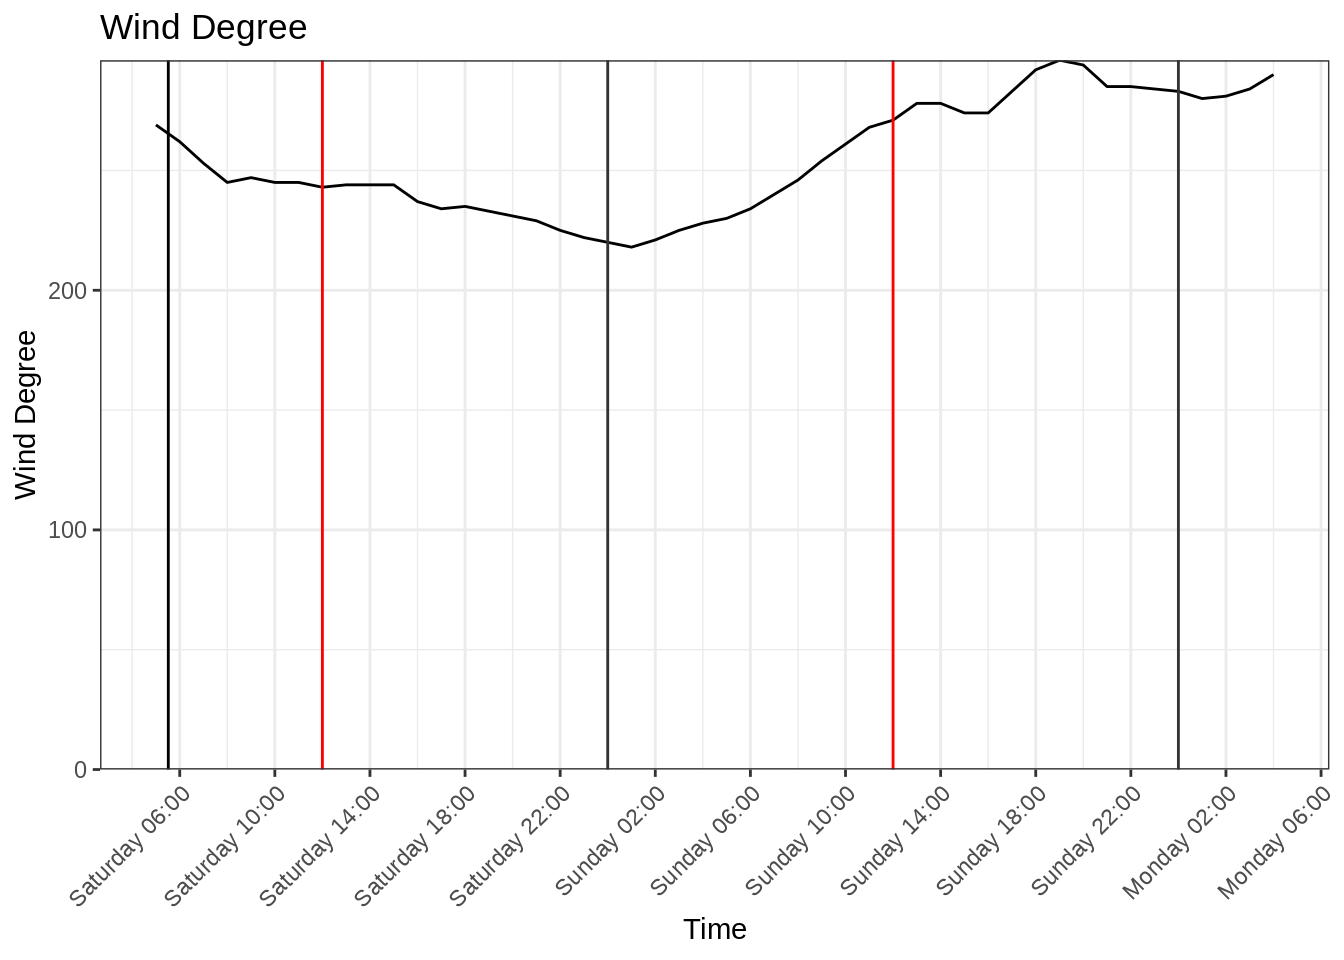 Wind Degree
Wind Degree
200
100
0
Saturday 06:00
Saturday 10:00
Saturday 14:00
Saturday 18:00
Saturday 22:00
Sunday 02:00
Sunday 06:00
Sunday 10:00
Sunday 14:00
Sunday 18:00
Sunday 22:00
Monday 02:00
Monday 06:00
Time